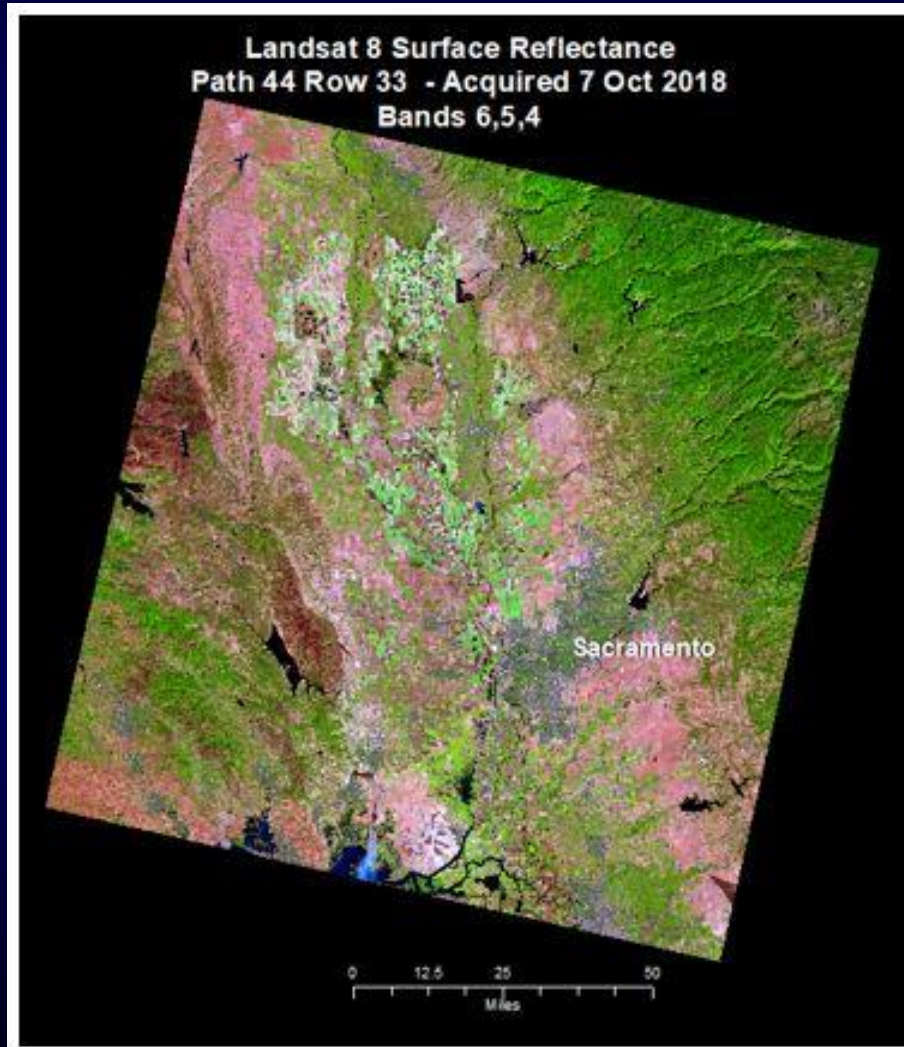 Landsat 8 Surface Reflectance
Path 44 Row 33 - Acquired 7 Oct 2018
Bands 6,5,4
Sacramento
0 12.5 25 50
Miles